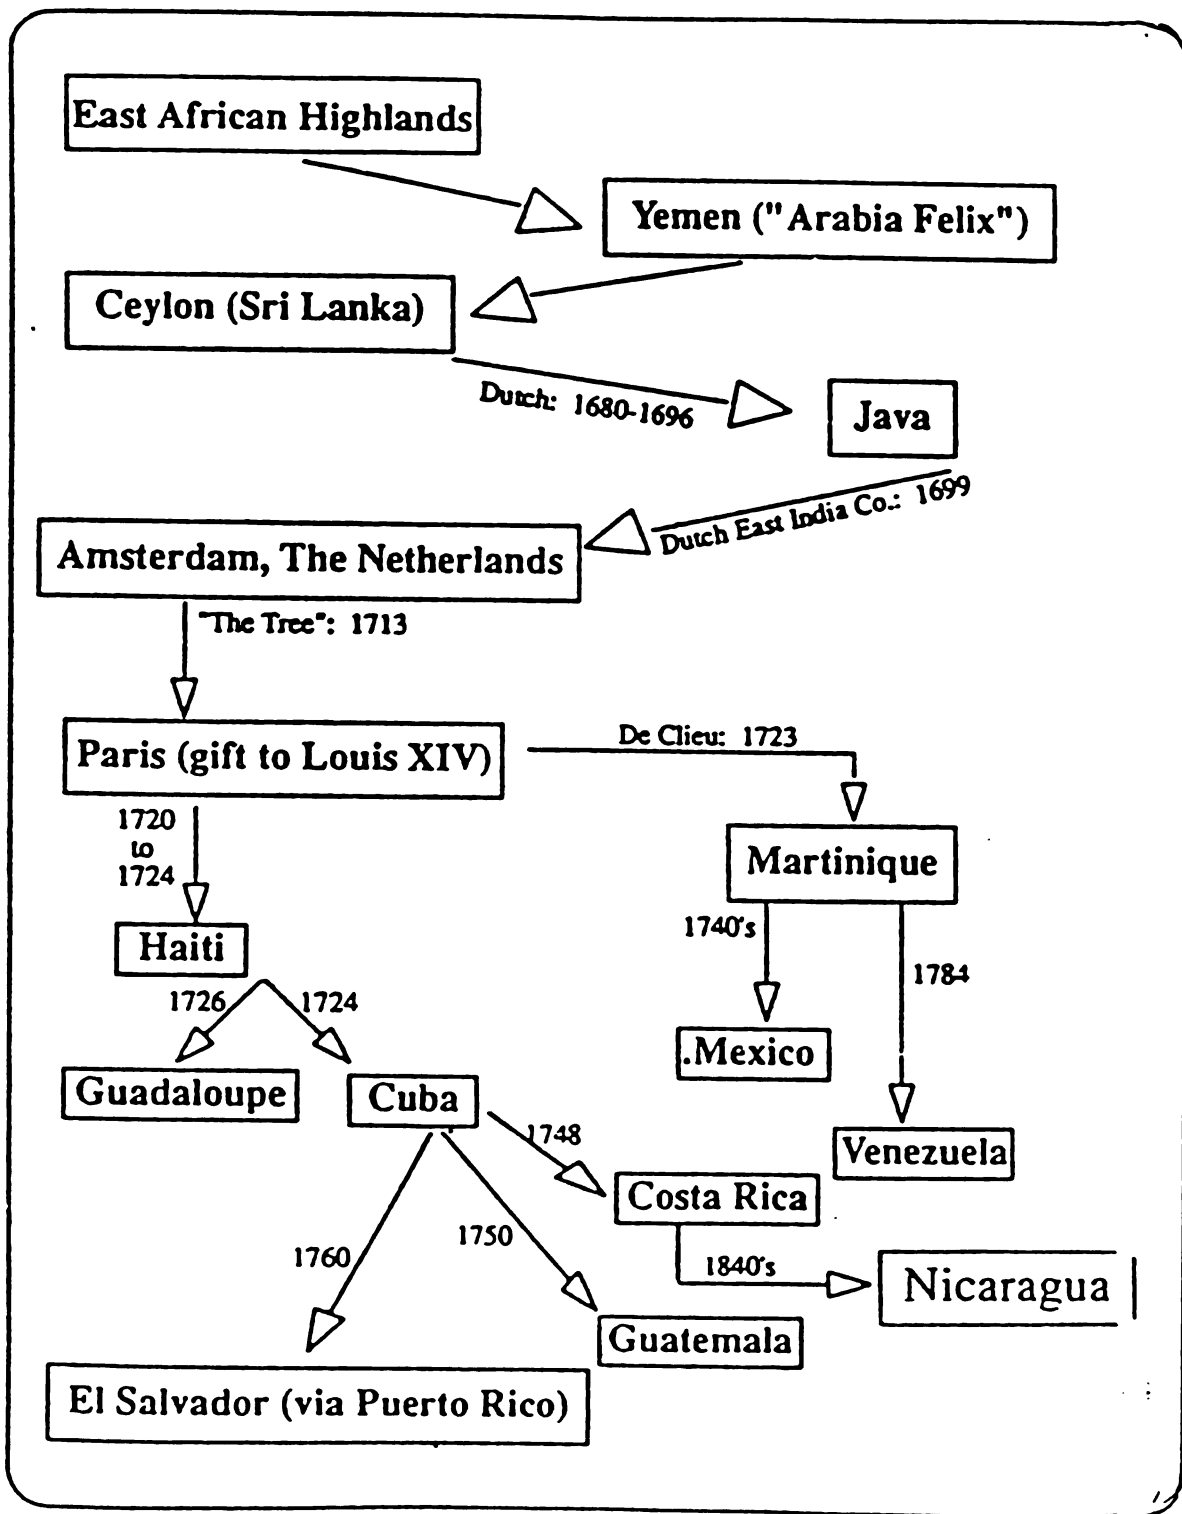 East African Highlands
Yemen ("Arabia Felix")
Ceylon (Sri Lanka)
Dutch: 1680-1696
Java
Dutch East India Co.: 1699
Amsterdam, The Netherlands
"The Tree": 1713
Paris (gift to Louis XIV)
De Clieu: 1723
1720
to
1724
Martinique
Haiti
1740's
1784
1726
1724
.Mexico
Guadaloupe
Cuba
1748
Venezuela
Costa Rica
1760
1750
1840's
Nicaragua
Guatemala
El Salvador (via Puerto Rico)